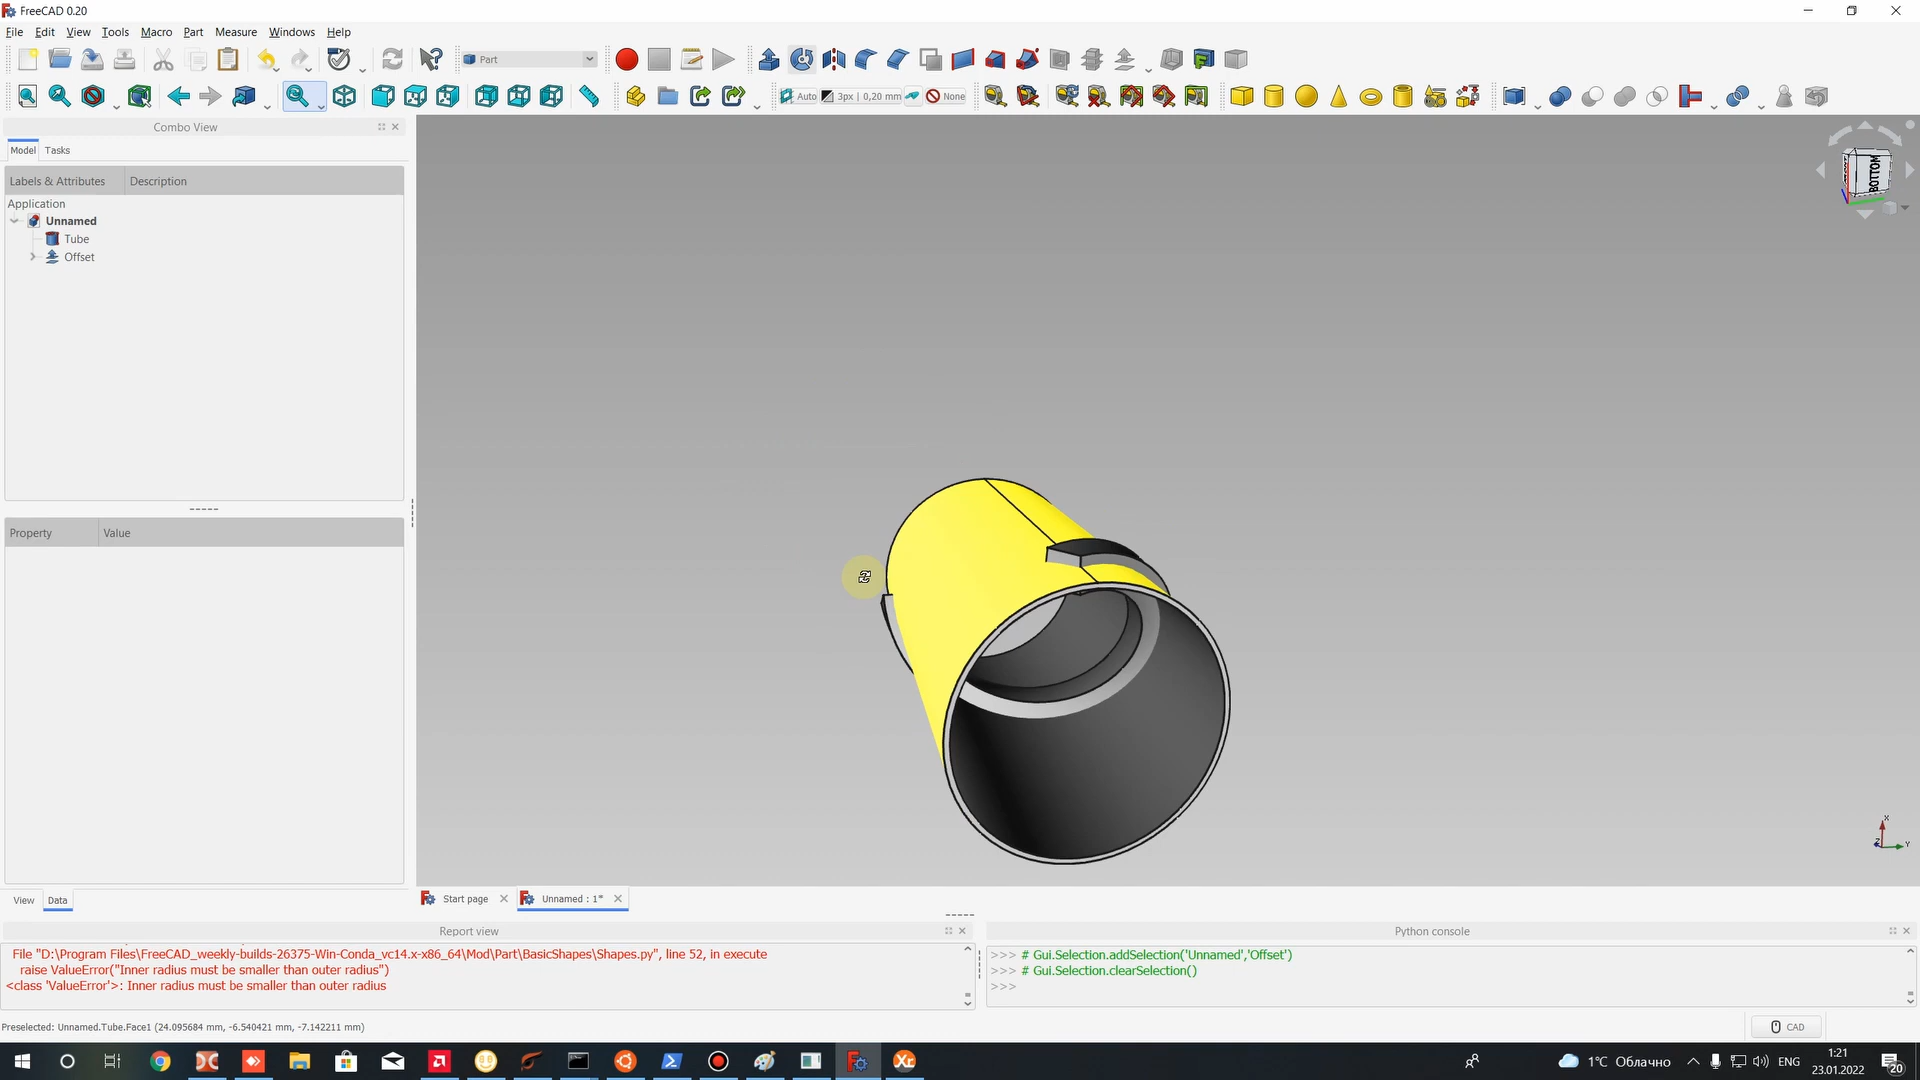 FreeCAD 0.20
File Edit View Tools Macro Part Measure Windows Help
Part
Auto 3px | 0,20 mm None
Combo View
Model Tasks
Labels & Attributes Description
Application
Unnamed
Tube
Offset
Property Value
View Data
BOTTOM
X
Y
Z
Start page Unnamed : 1*
Report view
File "D:\Program Files\FreeCAD_weekly-builds-26375-Win-Conda_vc14.x-x86_64\Mod\Part\BasicShapes\Shapes.py", line 52, in execute
raise ValueError("Inner radius must be smaller than outer radius")
<class 'ValueError'>: Inner radius must be smaller than outer radius
Python console
>>> # Gui.Selection.addSelection('Unnamed','Offset')
>>> # Gui.Selection.clearSelection()
>>>
Preselected: Unnamed.Tube.Face1 (24.095684 mm, -6.540421 mm, -7.142211 mm)
CAD
1°C Облачно
ENG
1:21
23.01.2022
20